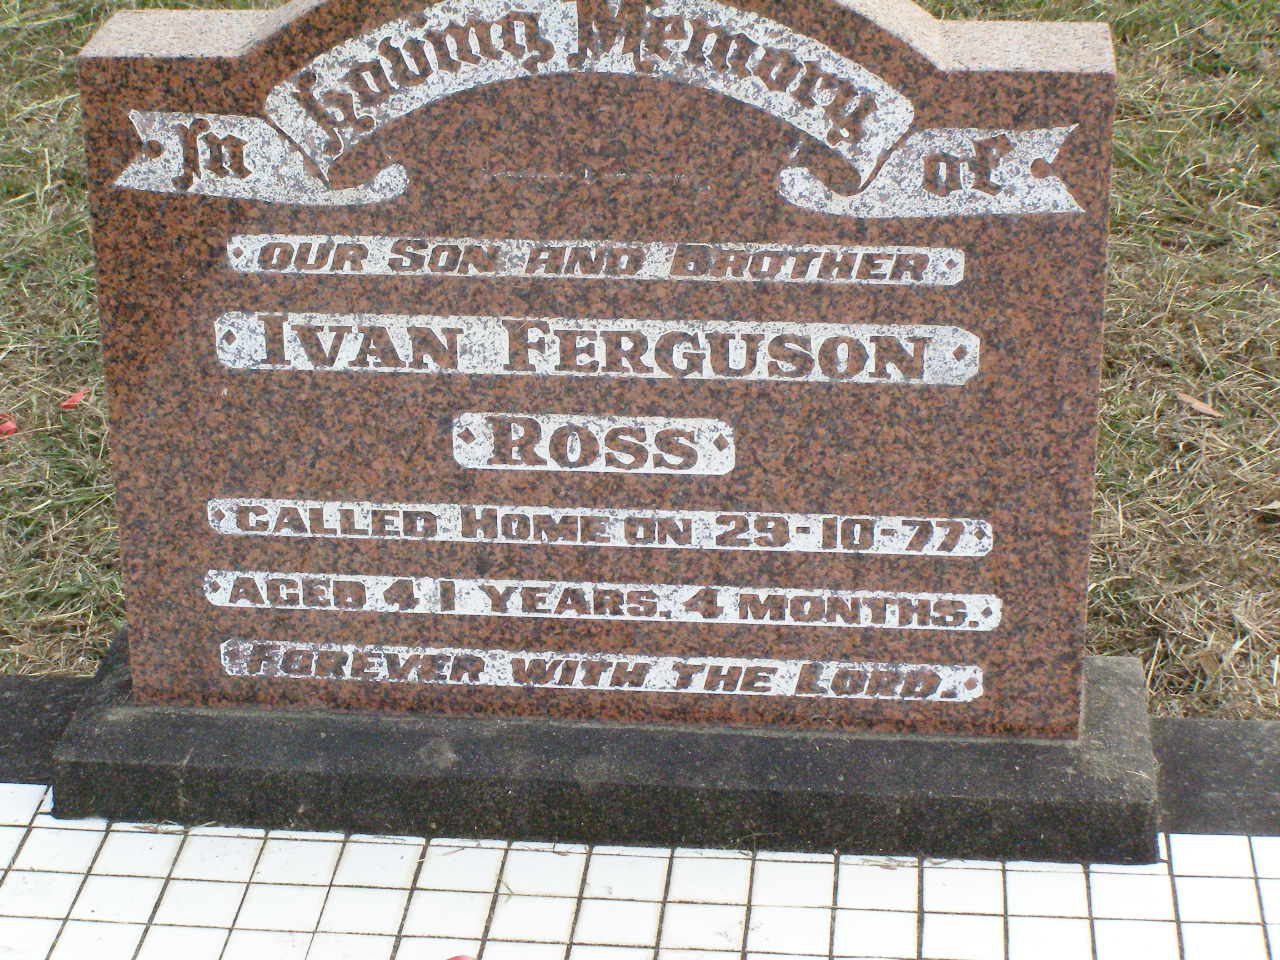 In Loving Memory of
OUR SON AND BROTHER
IVAN FERGUSON
ROSS
CALLED HOME ON 29-10-77
AGED 41 YEARS. 4 MONTHS.
FOREVER WITH THE LORD.